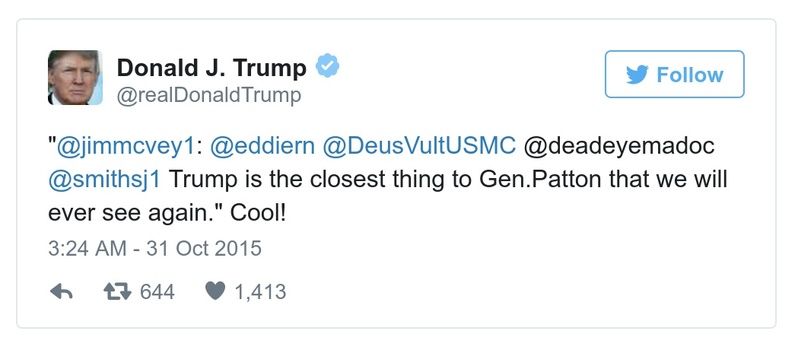 Donald J. Trump
@realDonaldTrump
Follow
"@jimmcvey1: @eddiern @DeusVultUSMC @deadeyemadoc
@smithsj1 Trump is the closest thing to Gen.Patton that we will
ever see again." Cool!
3:24 AM - 31 Oct 2015
644
1,413